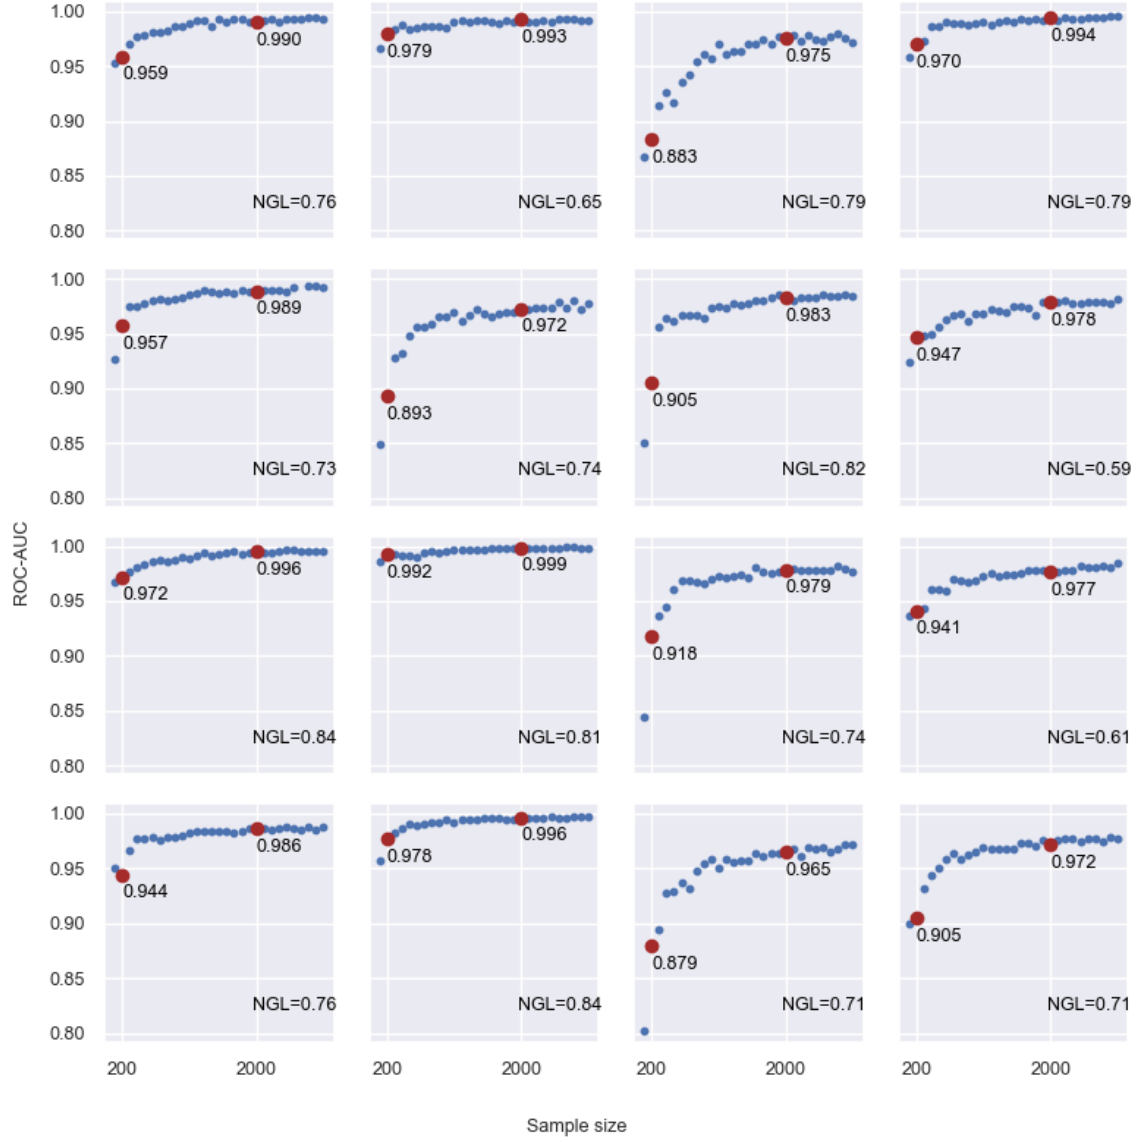 1.00
0.95
0.90
0.85
0.80
0.959
0.990
NGL=0.76
0.979
0.993
NGL=0.65
0.883
0.975
NGL=0.79
0.970
0.994
NGL=0.79
1.00
0.95
0.90
0.85
0.80
0.957
0.989
NGL=0.73
0.893
0.972
NGL=0.74
0.905
0.983
NGL=0.82
0.947
0.978
NGL=0.59
ROC-AUC
1.00
0.95
0.90
0.85
0.80
0.972
0.996
NGL=0.84
0.992
0.999
NGL=0.81
0.918
0.979
NGL=0.74
0.941
0.977
NGL=0.61
1.00
0.95
0.90
0.85
0.80
0.944
0.986
NGL=0.76
0.978
0.996
NGL=0.84
0.879
0.965
NGL=0.71
0.905
0.972
NGL=0.71
200 2000 200 2000 200 2000 200 2000
Sample size